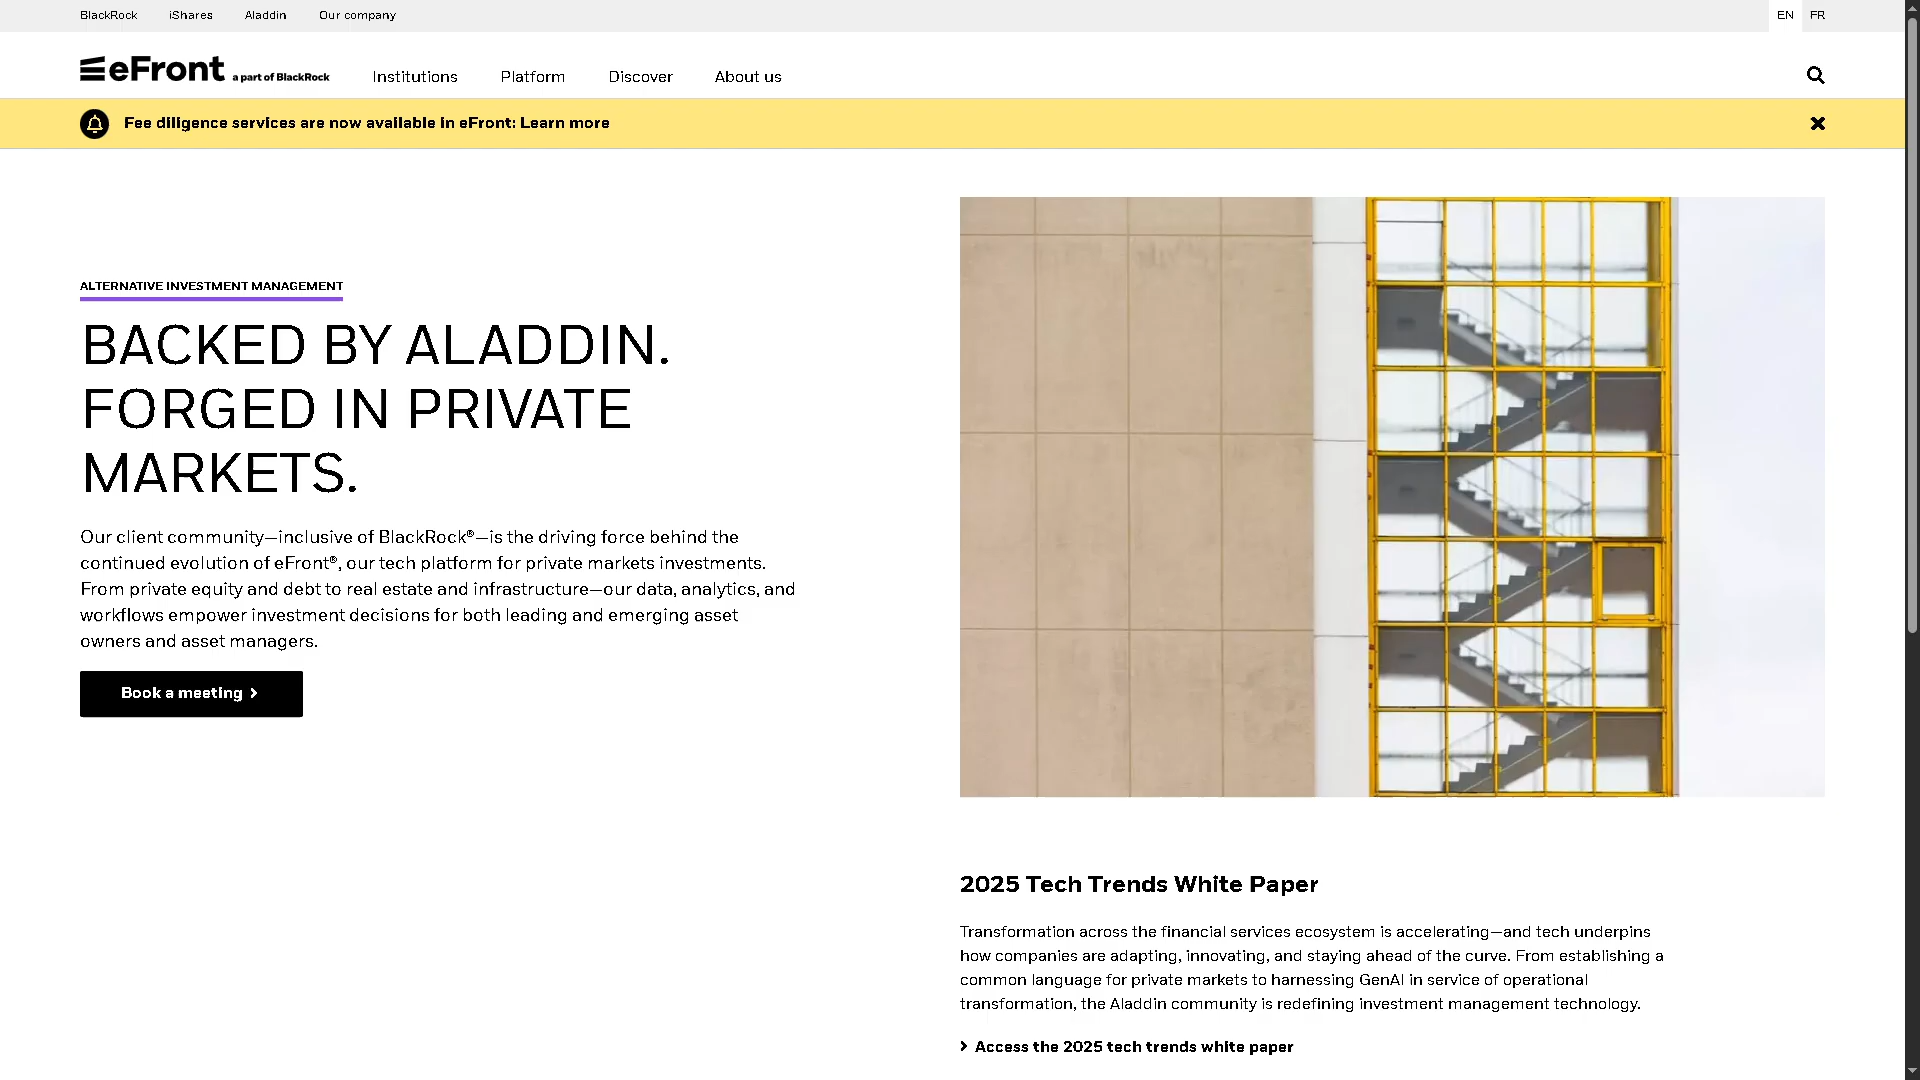 BlackRock iShares Aladdin Our company EN FR
eFront a part of BlackRock Institutions Platform Discover About us
Fee diligence services are now available in eFront: Learn more
ALTERNATIVE INVESTMENT MANAGEMENT
BACKED BY ALADDIN.
FORGED IN PRIVATE
MARKETS.
Our client community—inclusive of BlackRock®—is the driving force behind the
continued evolution of eFront®, our tech platform for private markets investments.
From private equity and debt to real estate and infrastructure—our data, analytics, and
workflows empower investment decisions for both leading and emerging asset
owners and asset managers.
Book a meeting
2025 Tech Trends White Paper
Transformation across the financial services ecosystem is accelerating—and tech underpins
how companies are adapting, innovating, and staying ahead of the curve. From establishing a
common language for private markets to harnessing GenAI in service of operational
transformation, the Aladdin community is redefining investment management technology.
Access the 2025 tech trends white paper